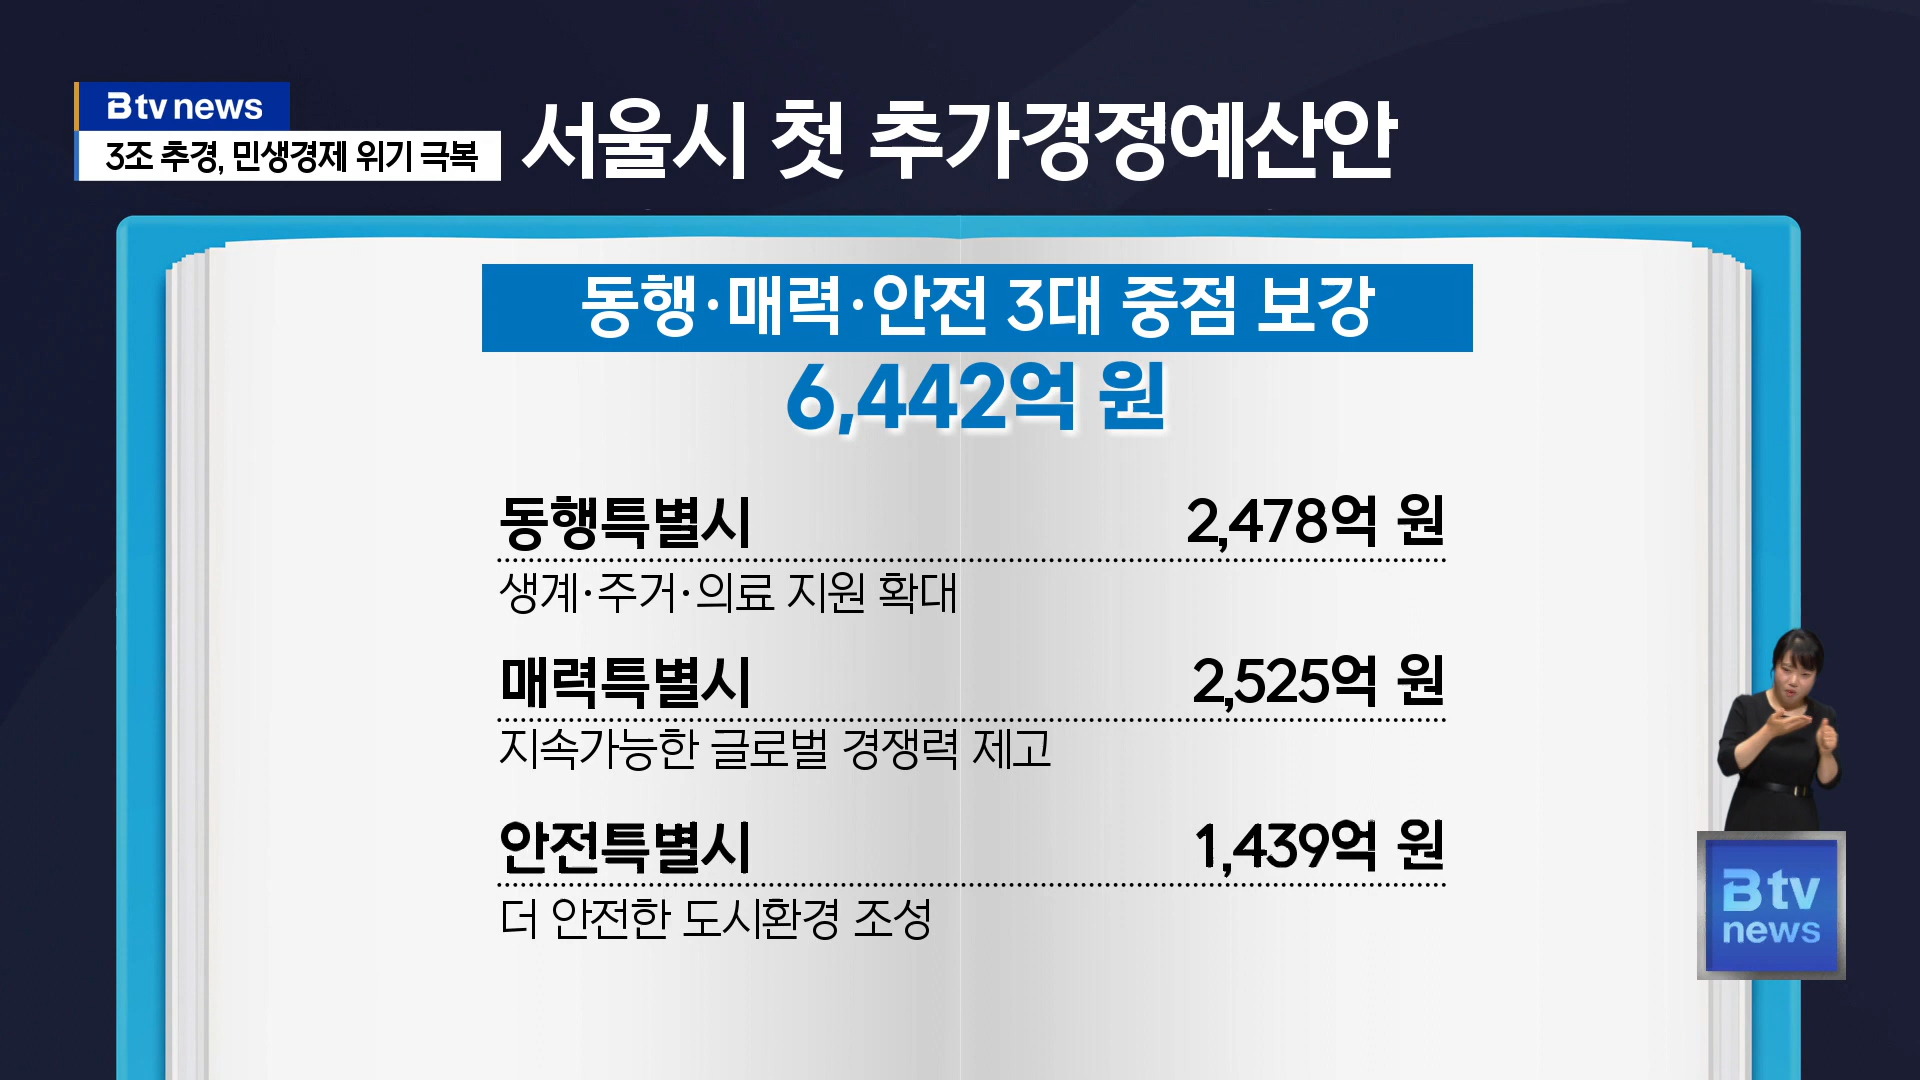 B tv news
3조 추경, 민생경제 위기 극복
서울시 첫 추가경정예산안
동행·매력·안전 3대 중점 보강
6,442억 원
동행특별시 2,478억 원
생계·주거·의료 지원 확대
매력특별시 2,525억 원
지속가능한 글로벌 경쟁력 제고
안전특별시 1,439억 원
더 안전한 도시환경 조성
B tv
news